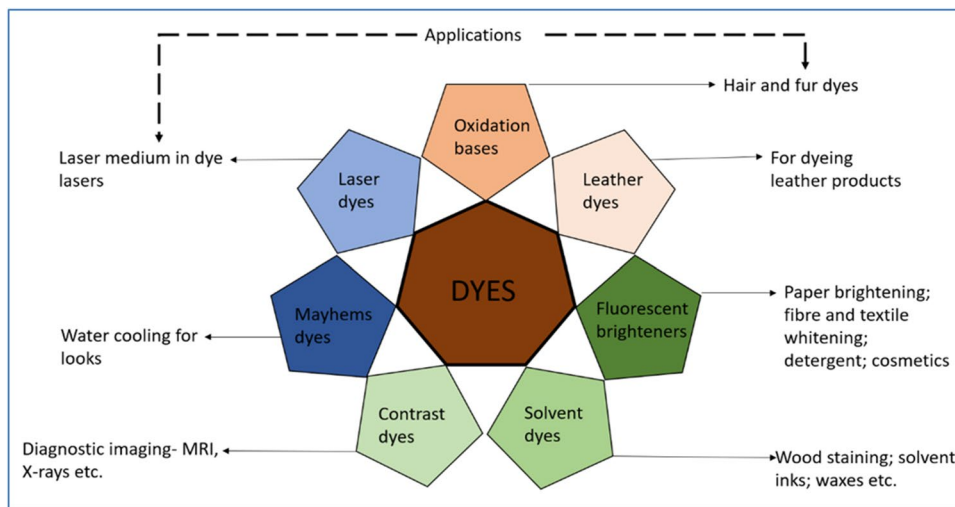 Applications
Hair and fur dyes
Oxidation
bases
Laser medium in dye
lasers
Laser
dyes
Leather
dyes
For dyeing
leather products
DYES
Mayhems
dyes
Fluorescent
brighteners
Paper brightening;
fibre and textile
whitening;
detergent; cosmetics
Water cooling for
looks
Contrast
dyes
Solvent
dyes
Diagnostic imaging- MRI,
X-rays etc.
Wood staining; solvent
inks; waxes etc.